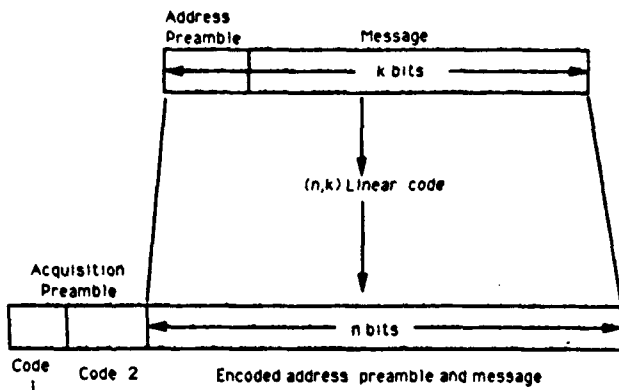 Address
Preamble
Message
k bits
(n,k) Linear code
Acquisition
Preamble
n bits
Code
1
Code 2
Encoded address preamble and message